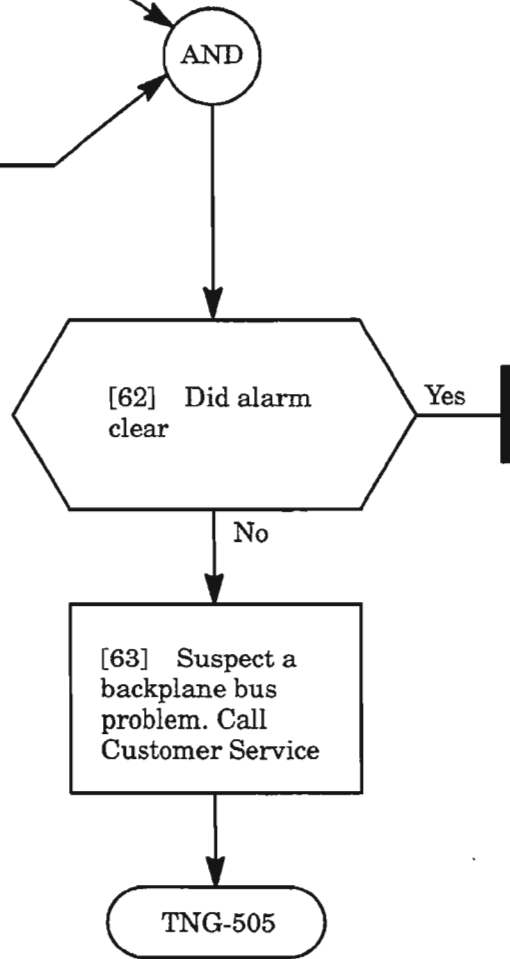 AND
[62] Did alarm
clear
Yes
No
[63] Suspect a
backplane bus
problem. Call
Customer Service
TNG-505